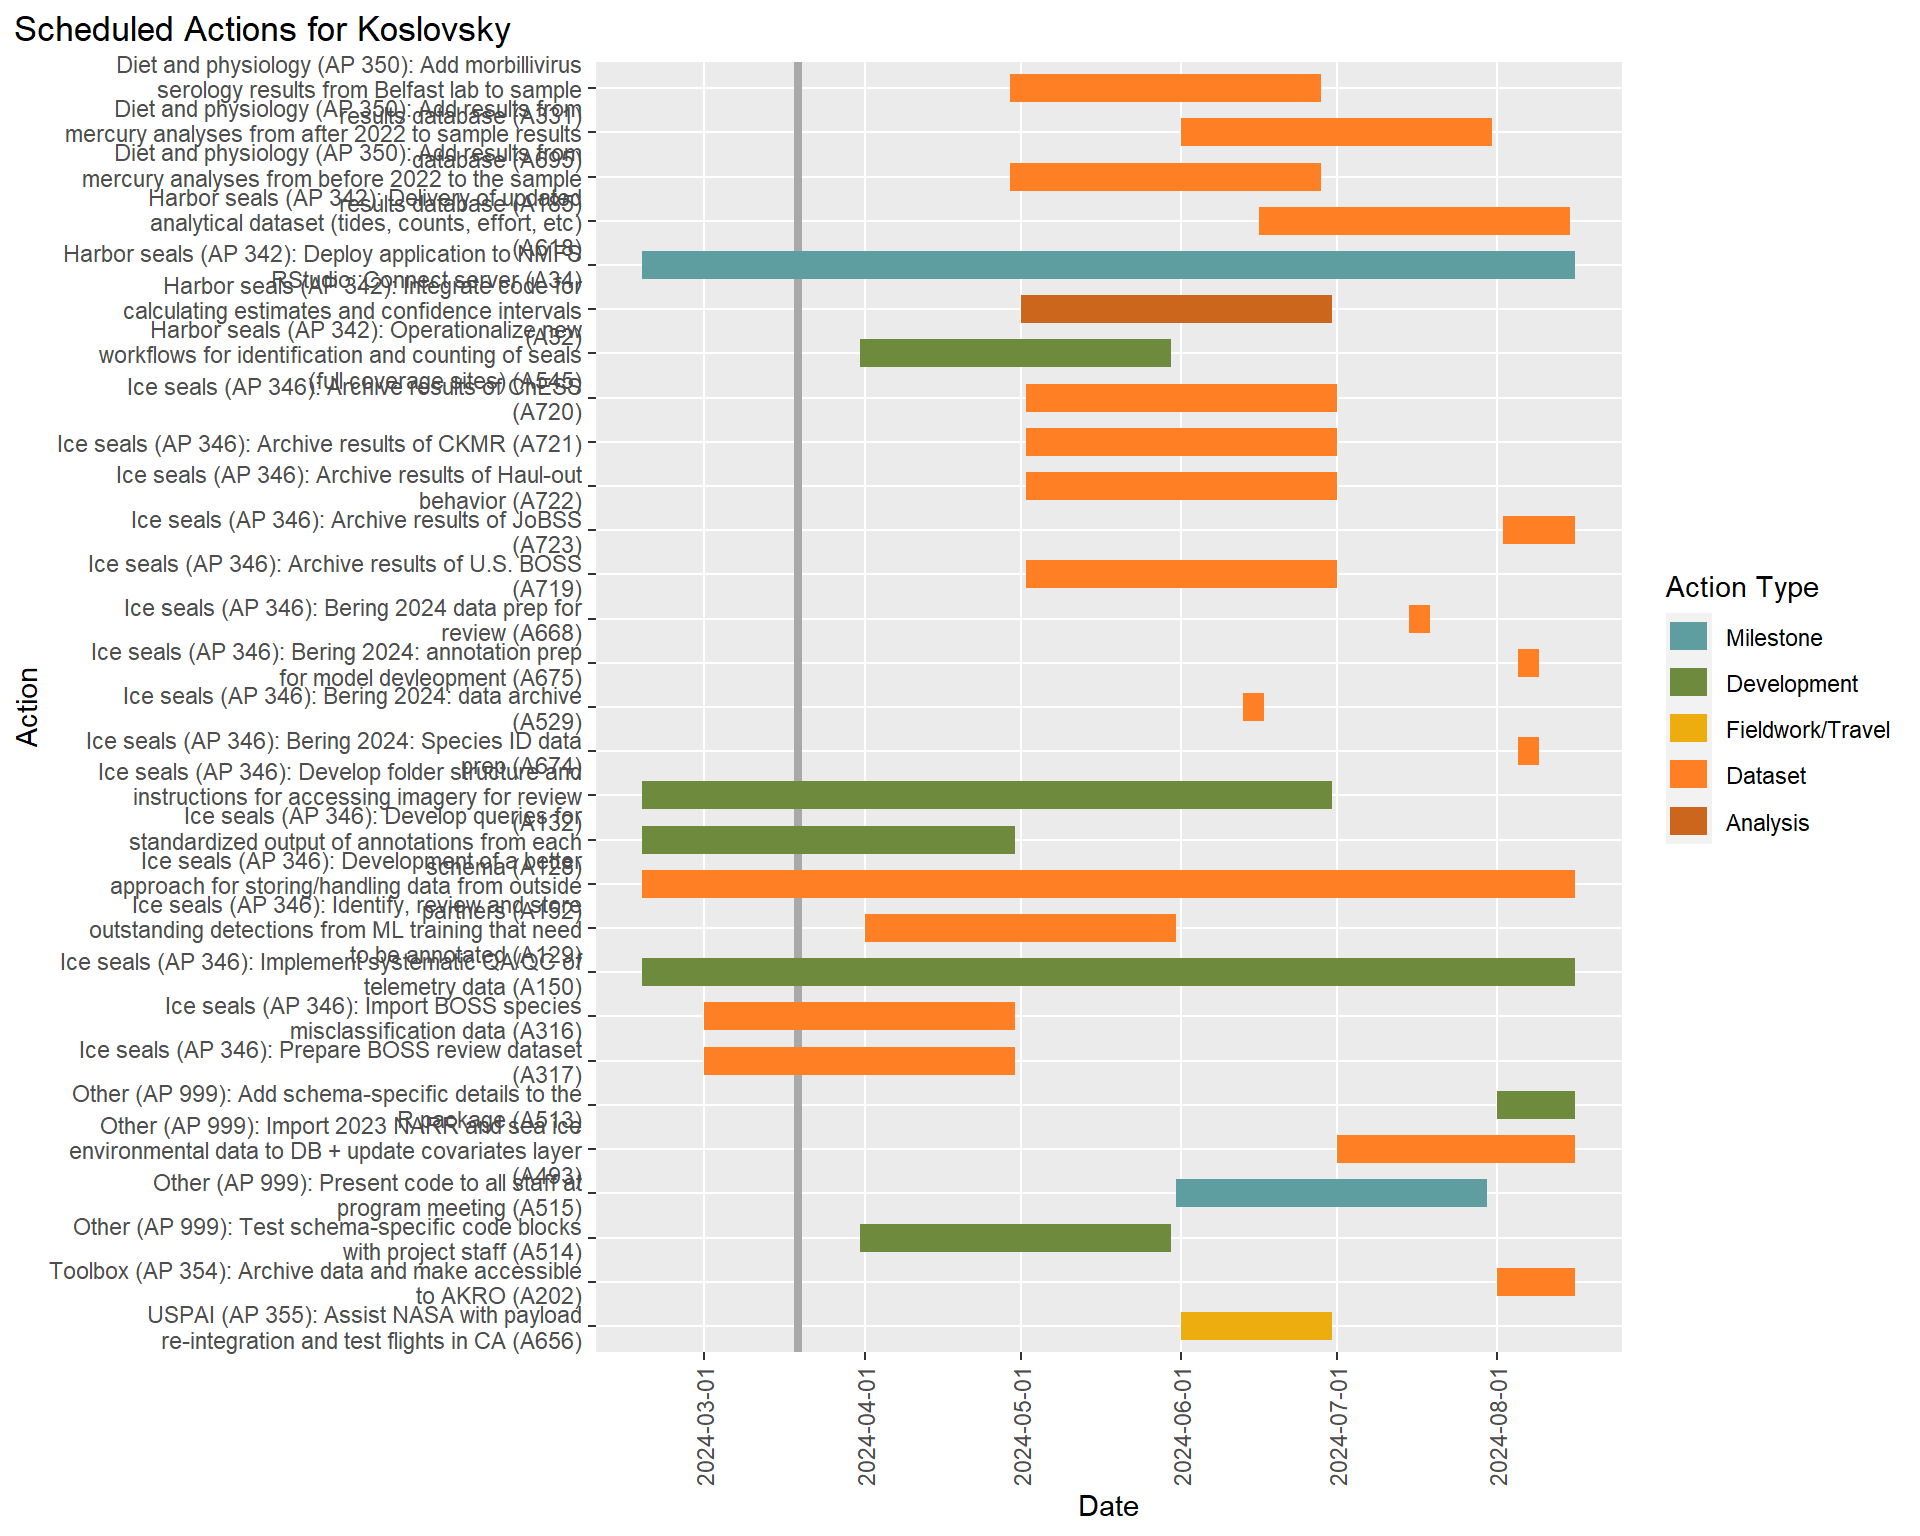 Scheduled Actions for Koslovsky
Diet and physiology (AP 350): Add morbillivirus
serology results from Belfast lab to sample
results database (A331)
Diet and physiology (AP 350): Add results from
mercury analyses from after 2022 to sample results
database (A695)
Diet and physiology (AP 350): Add results from
mercury analyses from before 2022 to the sample
results database (A185)
Harbor seals (AP 342): Delivery of updated
analytical dataset (tides, counts, effort, etc)
(A618)
Harbor seals (AP 342): Deploy application to NMFS
RStudio::Connect server (A34)
Harbor seals (AP 342): Integrate code for
calculating estimates and confidence intervals
(A32)
Harbor seals (AP 342): Operationalize new
workflows for identification and counting of seals
(full coverage sites) (A545)
Ice seals (AP 346): Archive results of ChESS
(A720)
Ice seals (AP 346): Archive results of CKMR (A721)
Ice seals (AP 346): Archive results of Haul-out
behavior (A722)
Ice seals (AP 346): Archive results of JoBSS
(A723)
Ice seals (AP 346): Archive results of U.S. BOSS
(A719)
Ice seals (AP 346): Bering 2024 data prep for
review (A668)
Ice seals (AP 346): Bering 2024: annotation prep
for model devleopment (A675)
Ice seals (AP 346): Bering 2024: data archive
(A529)
Ice seals (AP 346): Bering 2024: Species ID data
prep (A674)
Ice seals (AP 346): Develop folder structure and
instructions for accessing imagery for review
(A132)
Ice seals (AP 346): Develop queries for
standardized output of annotations from each
schema (A128)
Ice seals (AP 346): Development of a better
approach for storing/handling data from outside
partners (A152)
Ice seals (AP 346): Identify, review and store
outstanding detections from ML training that need
to be annotated (A129)
Ice seals (AP 346): Implement systematic QA/QC of
telemetry data (A150)
Ice seals (AP 346): Import BOSS species
misclassification data (A316)
Ice seals (AP 346): Prepare BOSS review dataset
(A317)
Other (AP 999): Add schema-specific details to the
R package (A513)
Other (AP 999): Import 2023 NARR and sea ice
environmental data to DB + update covariates layer
(A493)
Other (AP 999): Present code to all staff at
program meeting (A515)
Other (AP 999): Test schema-specific code blocks
with project staff (A514)
Toolbox (AP 354): Archive data and make accessible
to AKRO (A202)
USPAI (AP 355): Assist NASA with payload
re-integration and test flights in CA (A656)
Action
2024-03-01
2024-04-01
2024-05-01
2024-06-01
2024-07-01
2024-08-01
Date
Action Type
Milestone
Development
Fieldwork/Travel
Dataset
Analysis